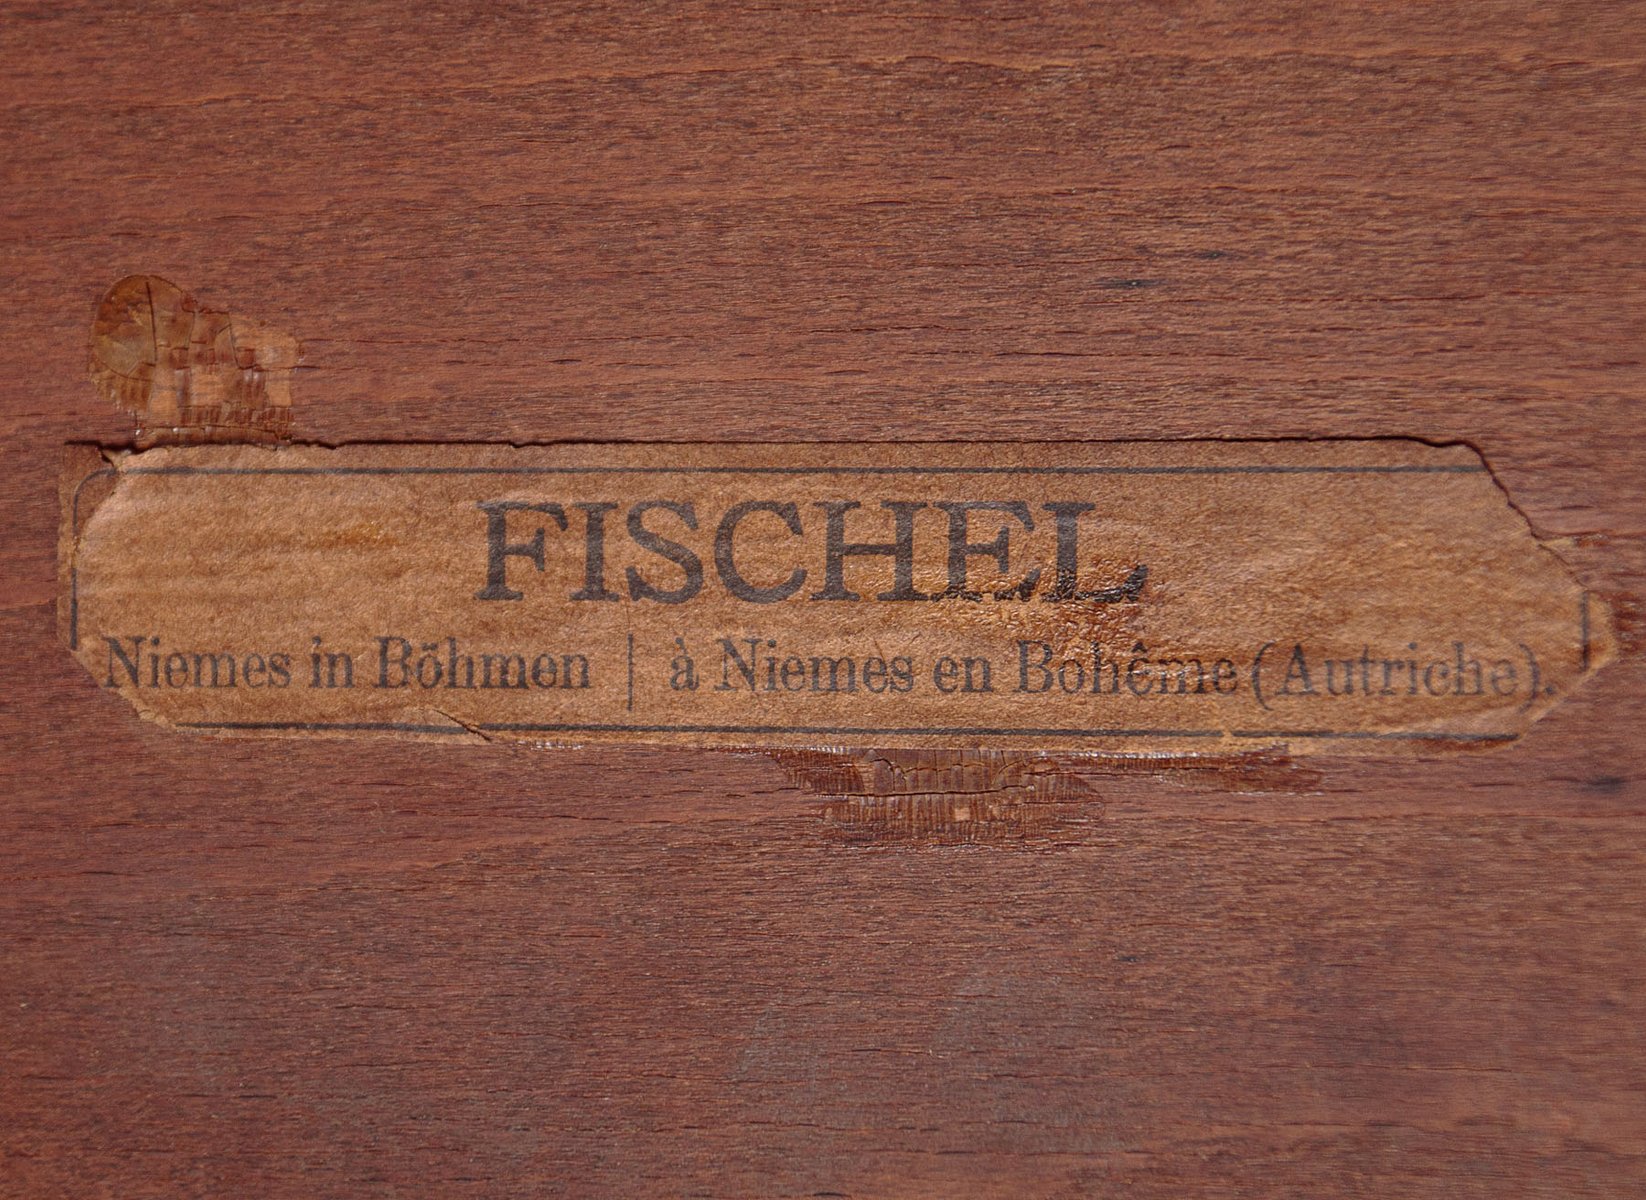 FISCHEL
Niemes in Böhmen | à Niemes en Bohême (Autriche).